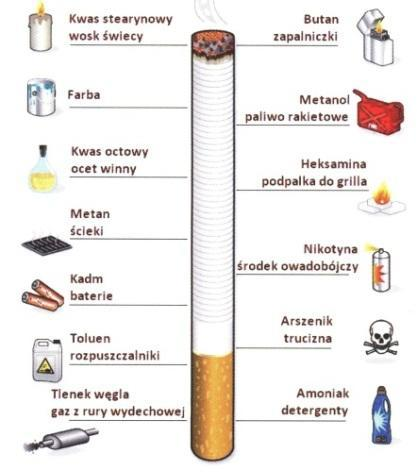 Kwas stearynowy
wosk świecy
Farba
Kwas octowy
ocet winny
Metan
ścieki
Kadm
baterie
Toluen
rozpuszczalniki
Tlenek węgla
gaz z rury wydechowej
Butan
zapalniczki
Metanol
paliwo rakietowe
Heksamina
podpałka do grilla
Nikotyna
środek owadobójczy
Arszenik
trucizna
Amoniak
detergenty